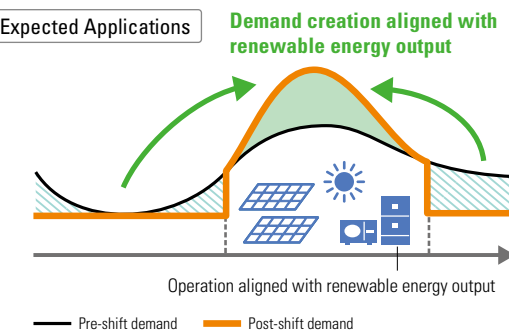 Expected Applications
Demand creation aligned with
renewable energy output
Operation aligned with renewable energy output
Pre-shift demand
Post-shift demand